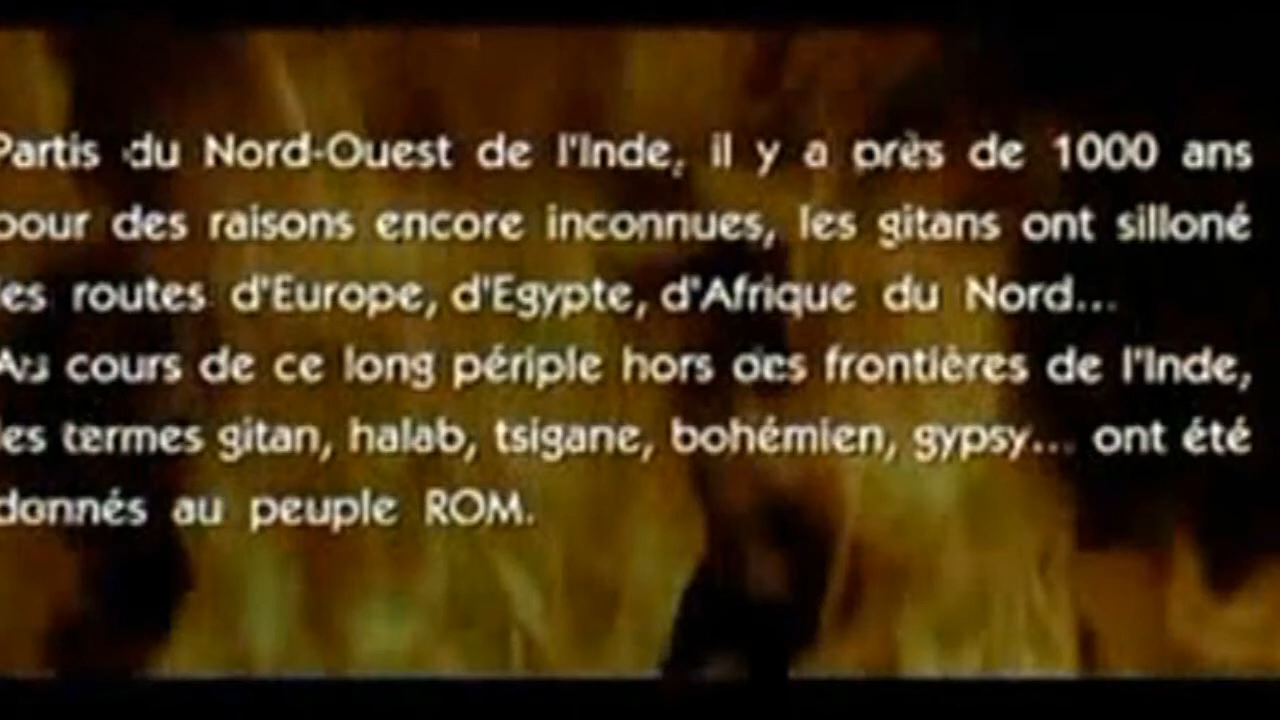 Partis du Nord-Ouest de l'Inde, il y a près de 1000 ans
pour des raisons encore inconnues, les gitans ont silloné
les routes d'Europe, d'Egypte, d'Afrique du Nord...
Au cours de ce long périple hors des frontières de l'Inde,
les termes gitan, halab, tsigane, bohémien, gypsy... ont été
donnés au peuple ROM.